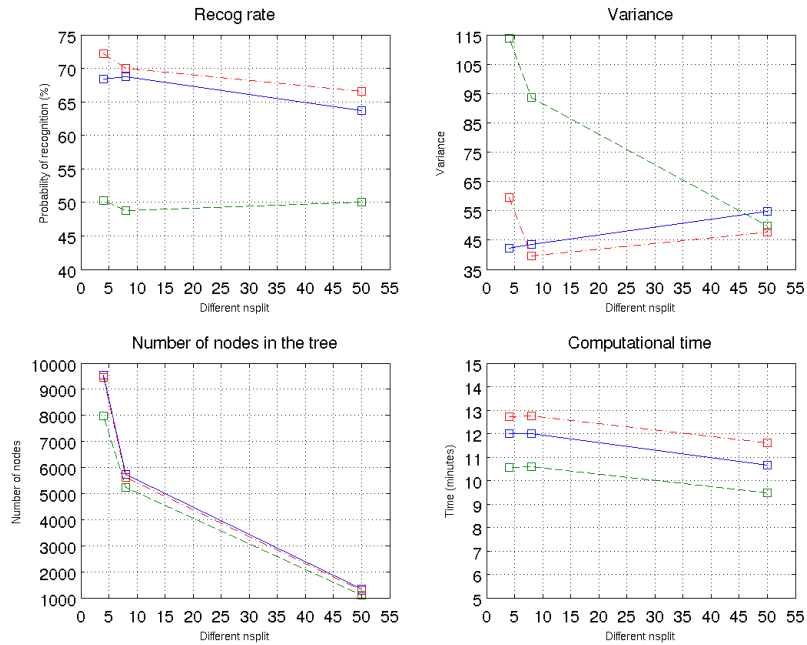 Recog rate
75
70
65
60
55
50
45
40
Probability of recognition (%)
0 5 10 15 20 25 30 35 40 45 50 55
Different nsplit
Variance
115
105
95
85
75
65
55
45
35
Variance
0 5 10 15 20 25 30 35 40 45 50 55
Different nsplit
Number of nodes in the tree
10000
9000
8000
7000
6000
5000
4000
3000
2000
1000
Number of nodes
0 5 10 15 20 25 30 35 40 45 50 55
Different nsplit
Computational time
15
14
13
12
11
10
9
8
7
6
5
Time (minutes)
0 5 10 15 20 25 30 35 40 45 50 55
Different nsplit